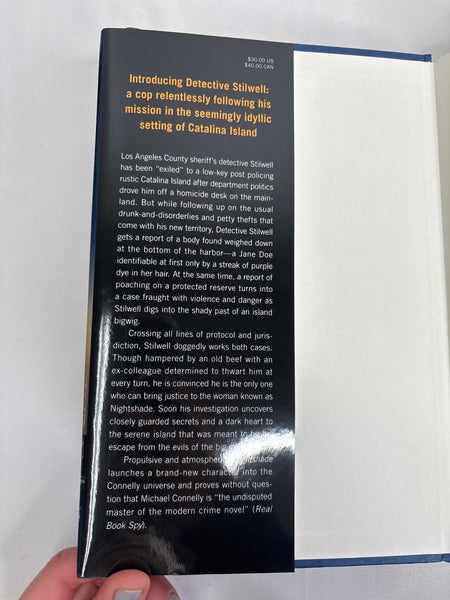 $30.00 US
$40.00 CAN
Introducing Detective Stilwell:
a cop relentlessly following his
mission in the seemingly idyllic
setting of Catalina Island
Los Angeles County sheriff's detective Stilwell
has been "exiled" to a low-key post policing
rustic Catalina Island after department politics
drove him off a homicide desk on the main-
land. But while following up on the usual
drunk-and-disorderlies and petty thefts that
come with his new territory, Detective Stilwell
gets a report of a body found weighed down
at the bottom of the harbor—a Jane Doe
identifiable at first only by a streak of purple
dye in her hair. At the same time, a report of
poaching on a protected reserve turns into
a case fraught with violence and danger as
Stilwell digs into the shady past of an island
bigwig.
Crossing all lines of protocol and juris-
diction, Stilwell doggedly works both cases.
Though hampered by an old beef with an
ex-colleague determined to thwart him at
every turn, he is convinced he is the only one
who can bring justice to the woman known as
Nightshade. Soon his investigation uncovers
closely guarded secrets and a dark heart to
the serene island that was meant to be
escape from the evils of the big
Propulsive and atmospheric,
launches a brand-new character into the
Connelly universe and proves without ques-
tion that Michael Connelly is "the undisputed
master of the modern crime novel" (Real
Book Spy).